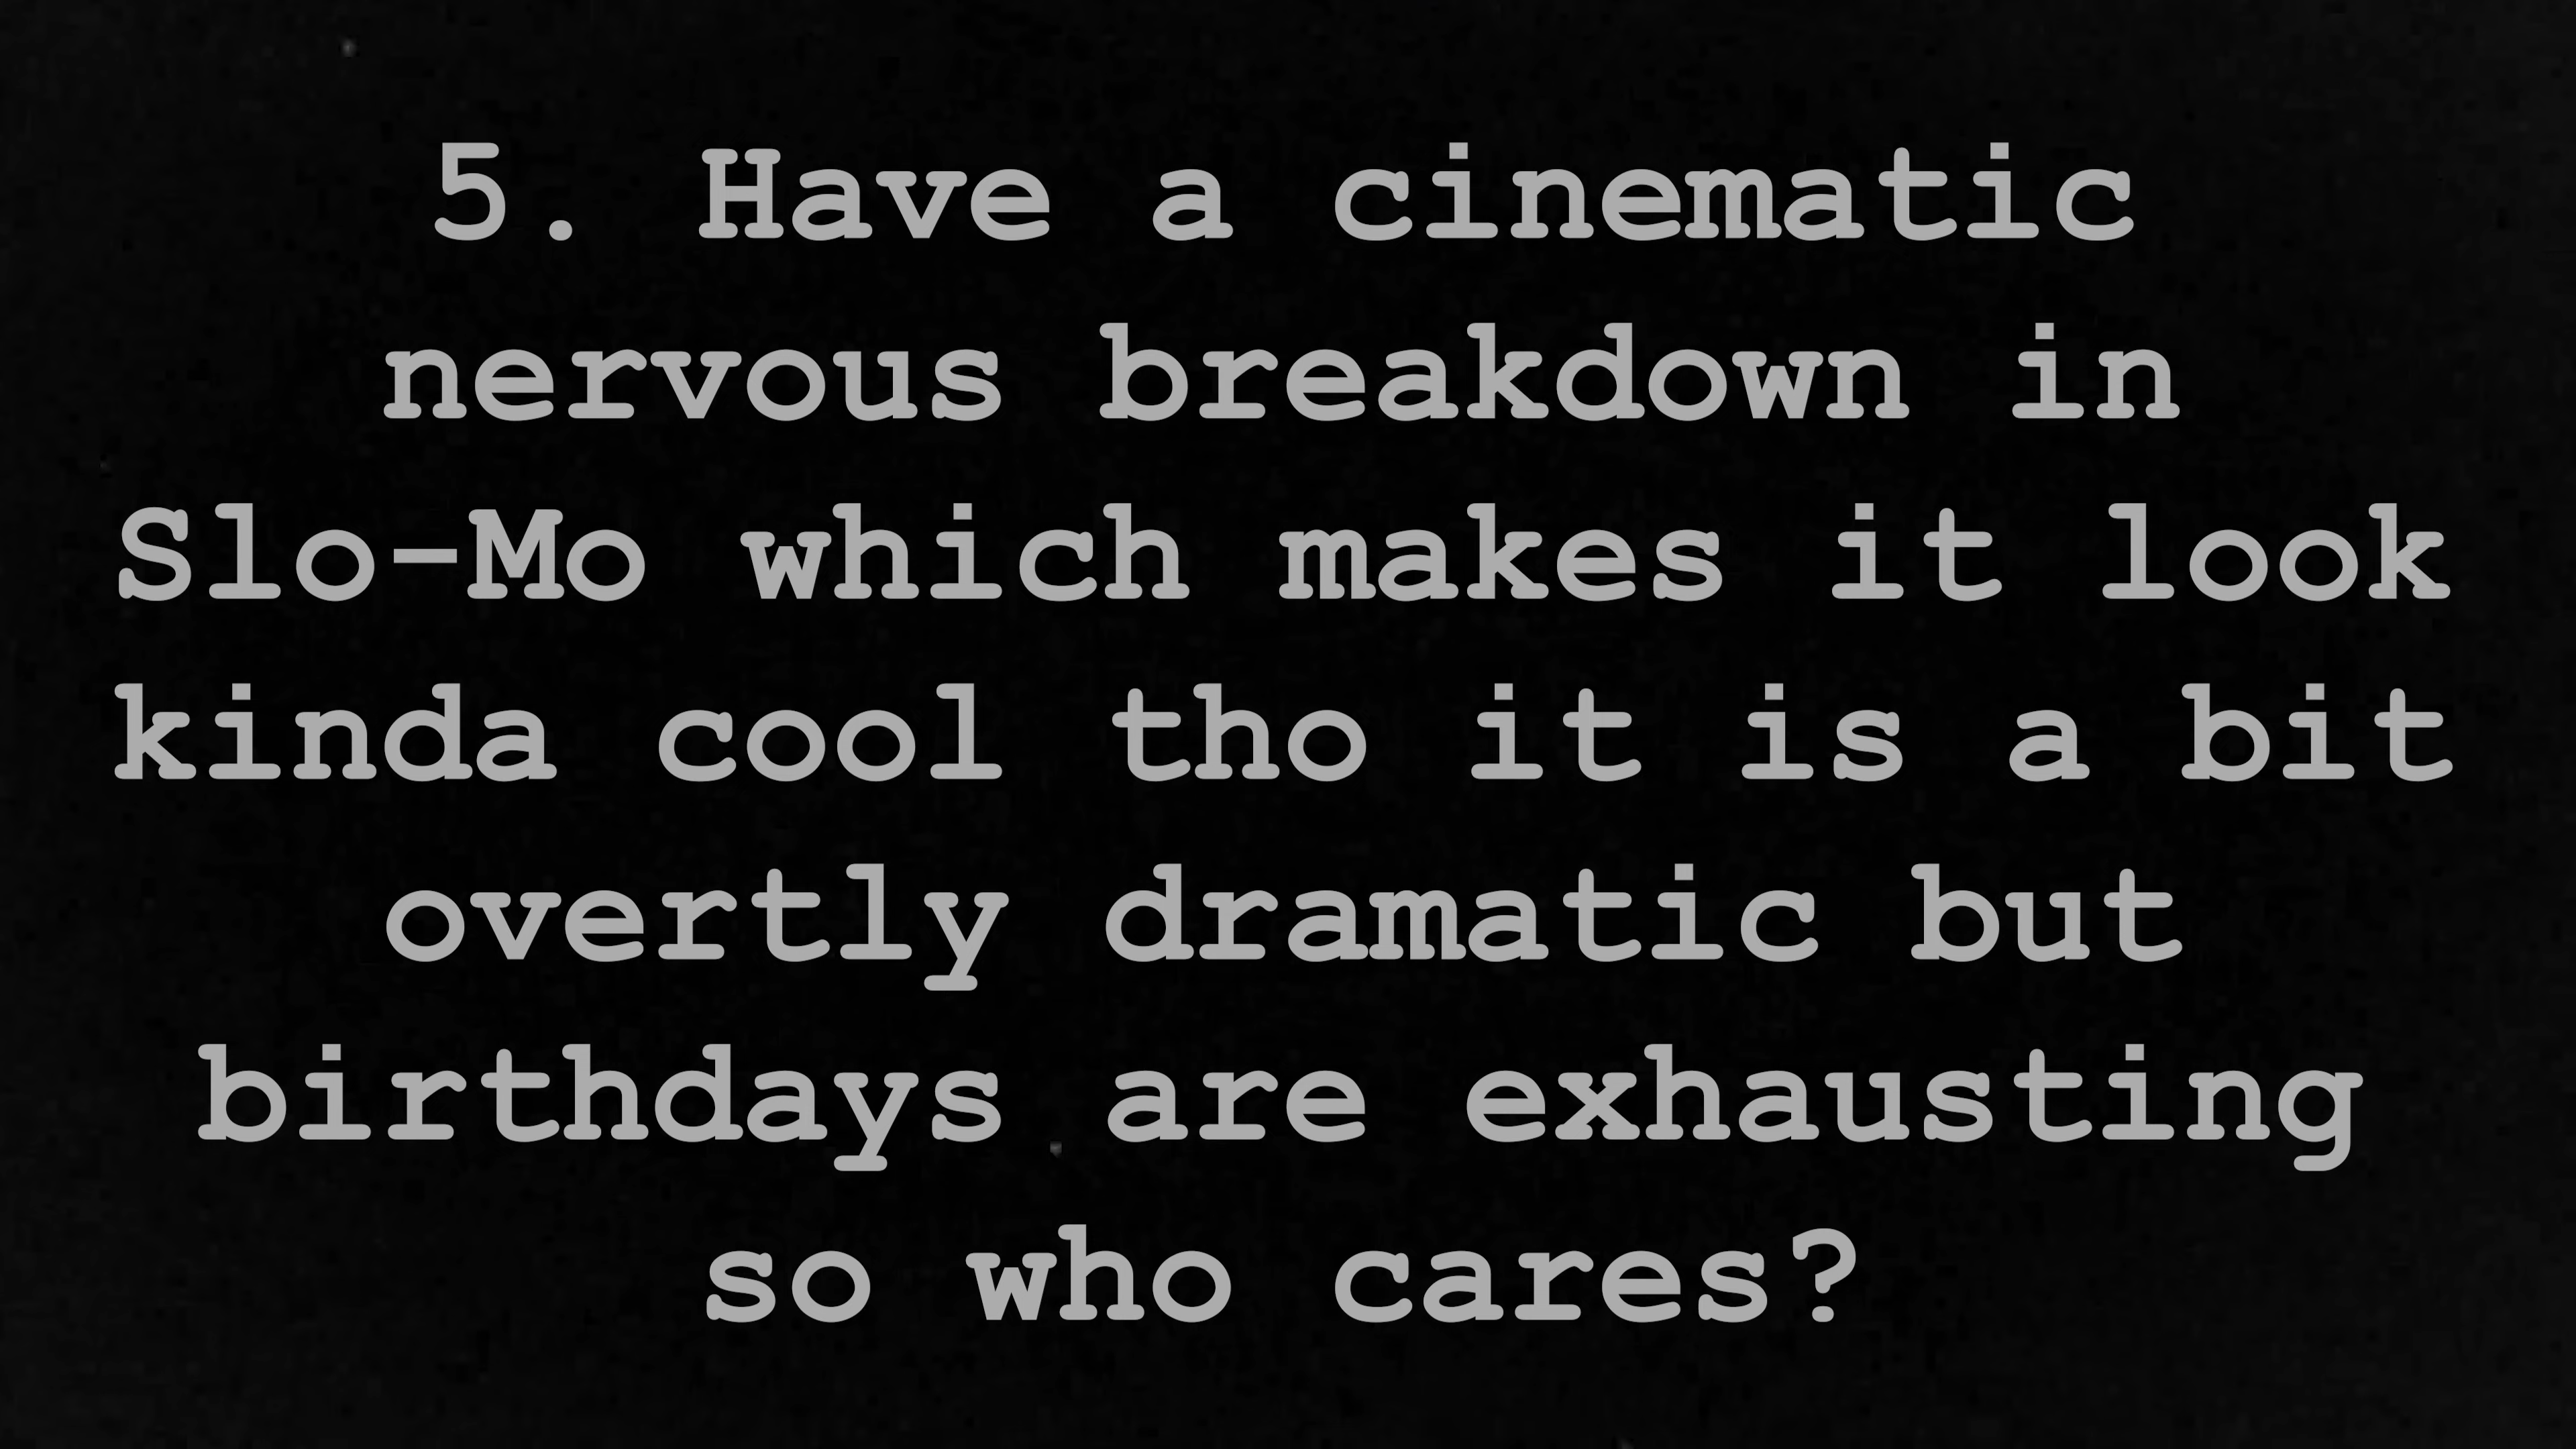 5. Have a cinematic
nervous breakdown in
Slo-Mo which makes it look
kinda cool tho it is a bit
overtly dramatic but
birthdays are exhausting
so who cares?